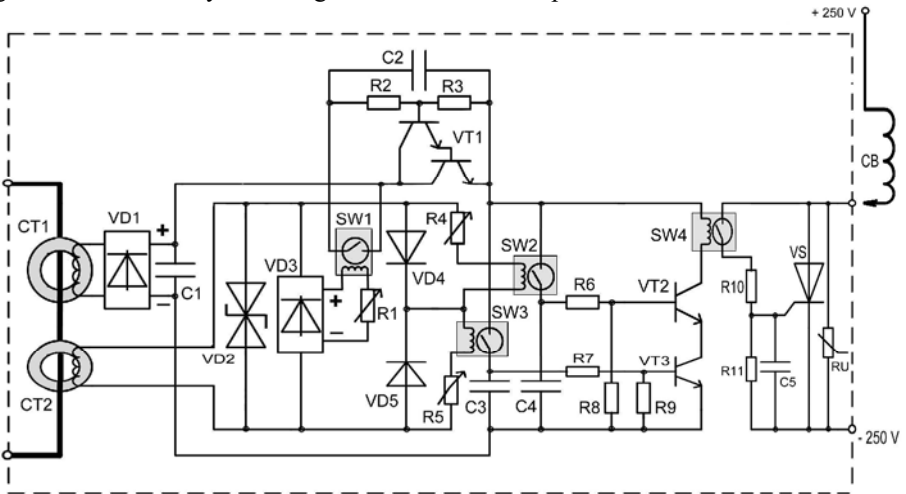 + 250 V
C2
R2
R3
VT1
CB
CT1
VD1
+
C1
−
SW1
R4
SW2
SW4
VD3
+
R1
−
VD4
R6
VT2
VS
R10
SW3
VD2
CT2
VD5
R5
C3
C4
R7
VT3
R8
R9
R11
C5
RU
- 250 V